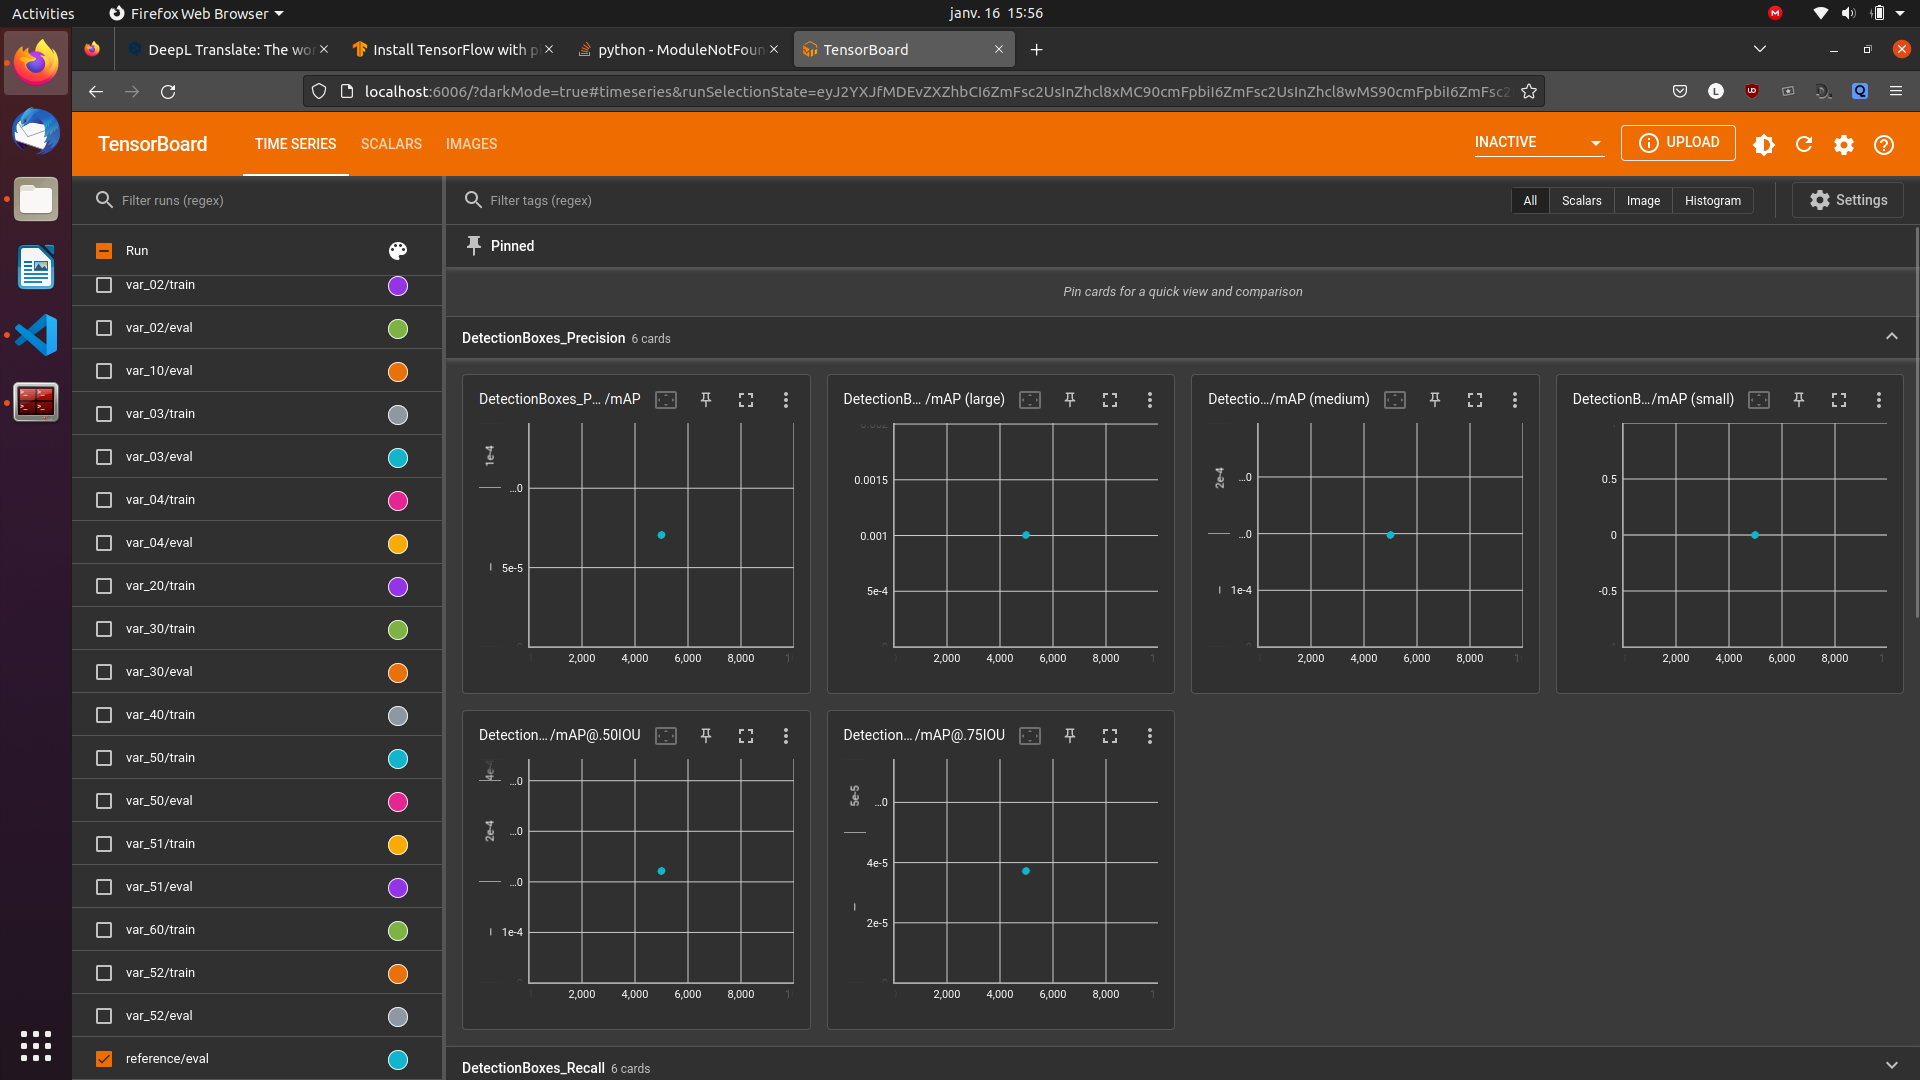 Activities
Firefox Web Browser
janv. 16 15:56
DeepL Translate: The wor
Install TensorFlow with p
python - ModuleNotFoun
TensorBoard
localhost:6006/?darkMode=true#timeseries&runSelectionState=eyJ2YXJfMDEvZXZhbCI6ZmFsc2UsInZhcl8xMC90cmFpbiI6ZmFsc2UsInZhcl8wMS90cmFpbiI6ZmFsc2
TensorBoard
TIME SERIES
SCALARS
IMAGES
INACTIVE
UPLOAD
Filter runs (regex)
Filter tags (regex)
All
Scalars
Image
Histogram
Settings
Run
var_02/train
var_02/eval
var_10/eval
var_03/train
var_03/eval
var_04/train
var_04/eval
var_20/train
var_30/train
var_30/eval
var_40/train
var_50/train
var_50/eval
var_51/train
var_51/eval
var_60/train
var_52/train
var_52/eval
reference/eval
Pinned
Pin cards for a quick view and comparison
DetectionBoxes_Precision 6 cards
DetectionBoxes_P... /mAP
1e-4
...0
5e-5
2,000 4,000 6,000 8,000
DetectionB... /mAP (large)
0.002
0.0015
0.001
5e-4
2,000 4,000 6,000 8,000
Detectio.../mAP (medium)
2e-4
...0
...0
1e-4
2,000 4,000 6,000 8,000
DetectionB.../mAP (small)
0.5
0
-0.5
2,000 4,000 6,000 8,000
Detection... /mAP@.50IOU
4e-4
...0
2e-4
...0
...0
1e-4
2,000 4,000 6,000 8,000
Detection... /mAP@.75IOU
5e-5
...0
4e-5
2e-5
2,000 4,000 6,000 8,000
DetectionBoxes_Recall 6 cards